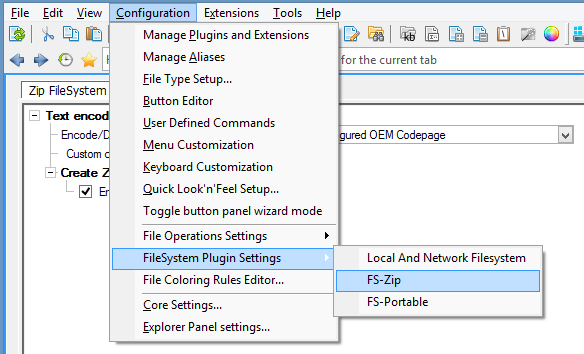 File Edit View Configuration Extensions Tools Help
Manage Plugins and Extensions
for the current tab
Manage Aliases
File Type Setup...
Zip FileSystem
Button Editor
Text encod
User Defined Commands
Encode/D
gured OEM Codepage
Menu Customization
Custom c
Keyboard Customization
Create Z
Quick Look'n'Feel Setup...
En
Toggle button panel wizard mode
File Operations Settings
FileSystem Plugin Settings
Local And Network Filesystem
File Coloring Rules Editor...
FS-Zip
Core Settings...
FS-Portable
Explorer Panel settings...